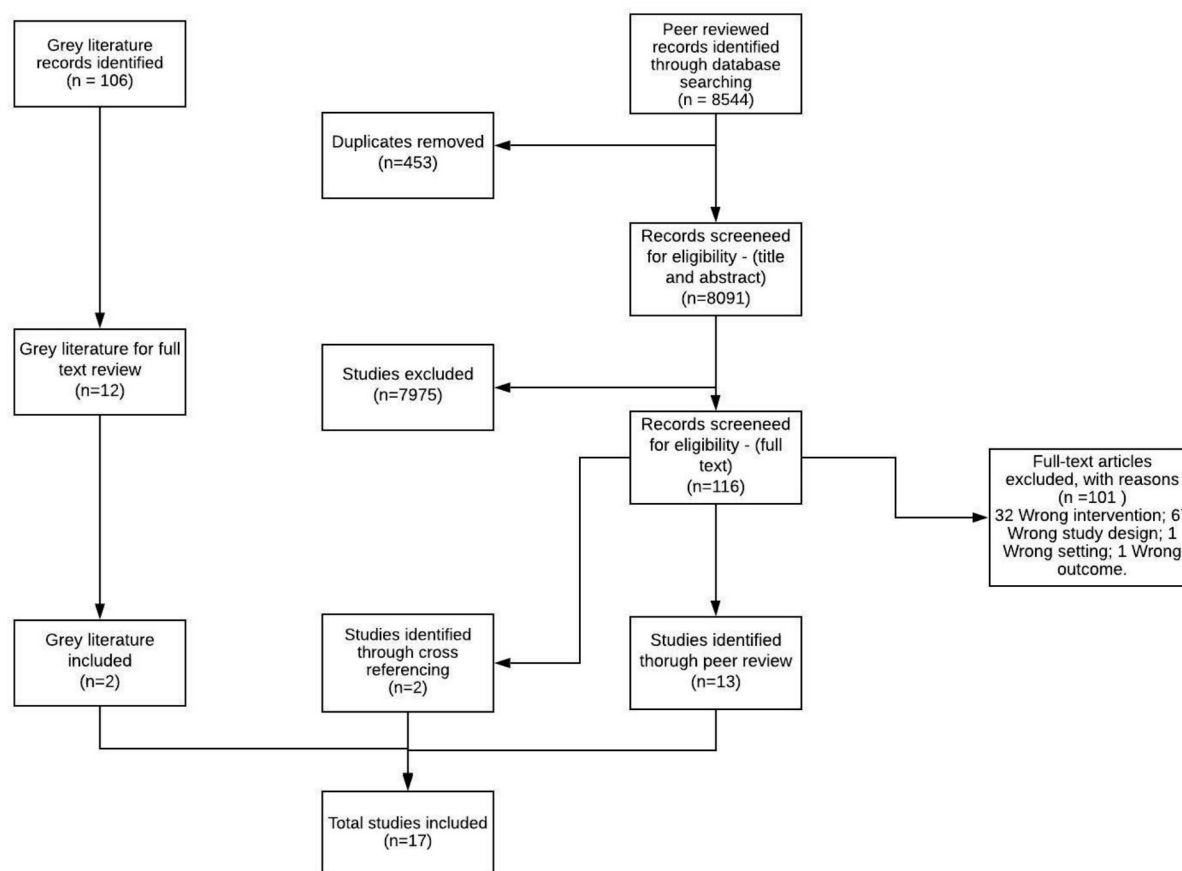 Grey literature
records identified
(n = 106)
Peer reviewed
records identified
through database
searching
(n = 8544)
Duplicates removed
(n=453)
Records screeneed
for eligibility - (title
and abstract)
(n=8091)
Grey literature for full
text review
(n=12)
Studies excluded
(n=7975)
Records screeneed
for eligibility - (full
text)
(n=116)
Full-text articles
excluded, with reasons
(n =101 )
32 Wrong intervention;
Wrong study design; 1
Wrong setting; 1 Wrong
outcome.
Grey literature
included
(n=2)
Studies identified
through cross
referencing
(n=2)
Studies identified
thorugh peer review
(n=13)
Total studies included
(n=17)